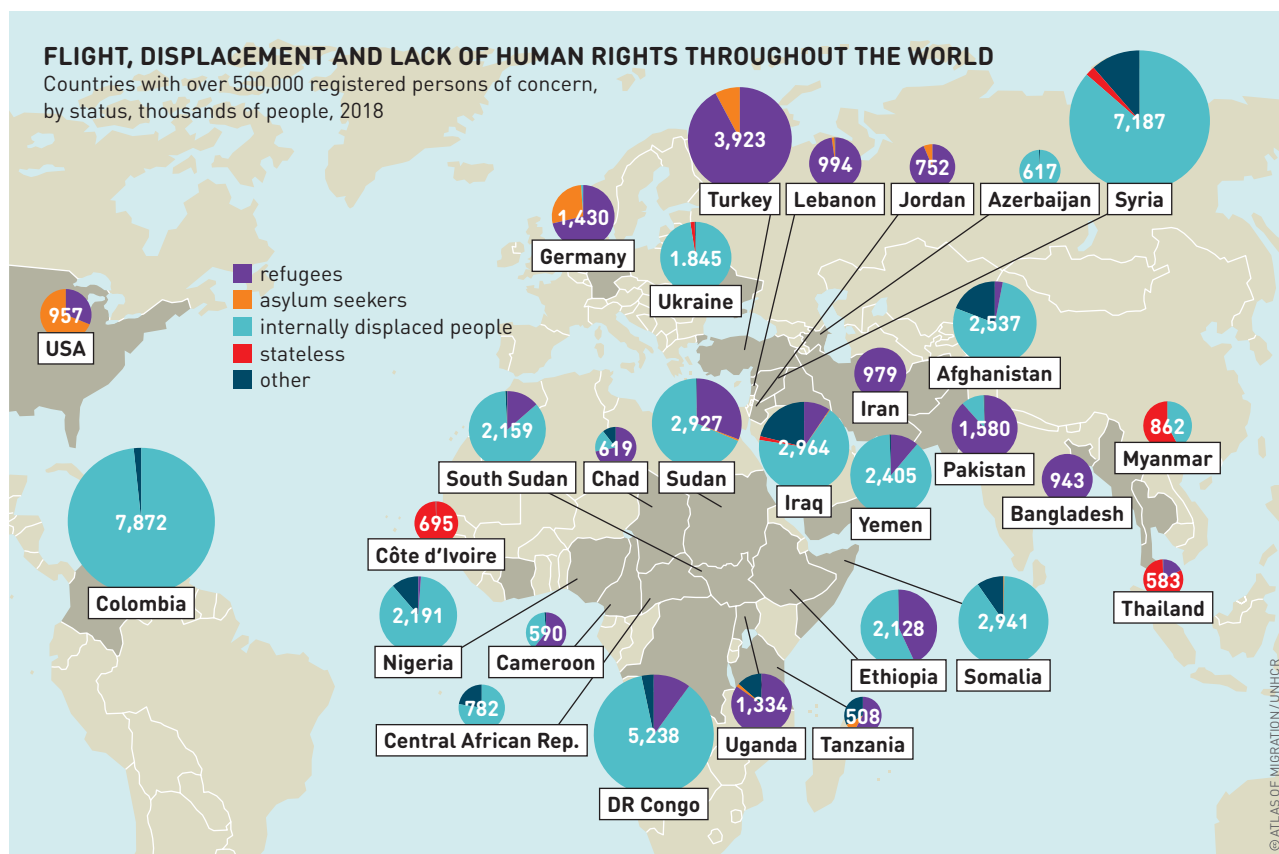 FLIGHT, DISPLACEMENT AND LACK OF HUMAN RIGHTS THROUGHOUT THE WORLD
Countries with over 500,000 registered persons of concern,
by status, thousands of people, 2018
refugees
asylum seekers
internally displaced people
stateless
other
3,923
Turkey
994
Lebanon
752
Jordan
617
Azerbaijan
7,187
Syria
1,430
Germany
1.845
Ukraine
957
USA
2,537
Afghanistan
979
Iran
2,159
South Sudan
619
Chad
2,927
Sudan
2,964
Iraq
2,405
Yemen
1,580
Pakistan
943
Bangladesh
862
Myanmar
7,872
Colombia
695
Côte d'Ivoire
583
Thailand
2,191
Nigeria
590
Cameroon
2,128
Ethiopia
2,941
Somalia
782
Central African Rep.
5,238
DR Congo
1,334
Uganda
508
Tanzania
© ATLAS OF MIGRATION/UNHCR